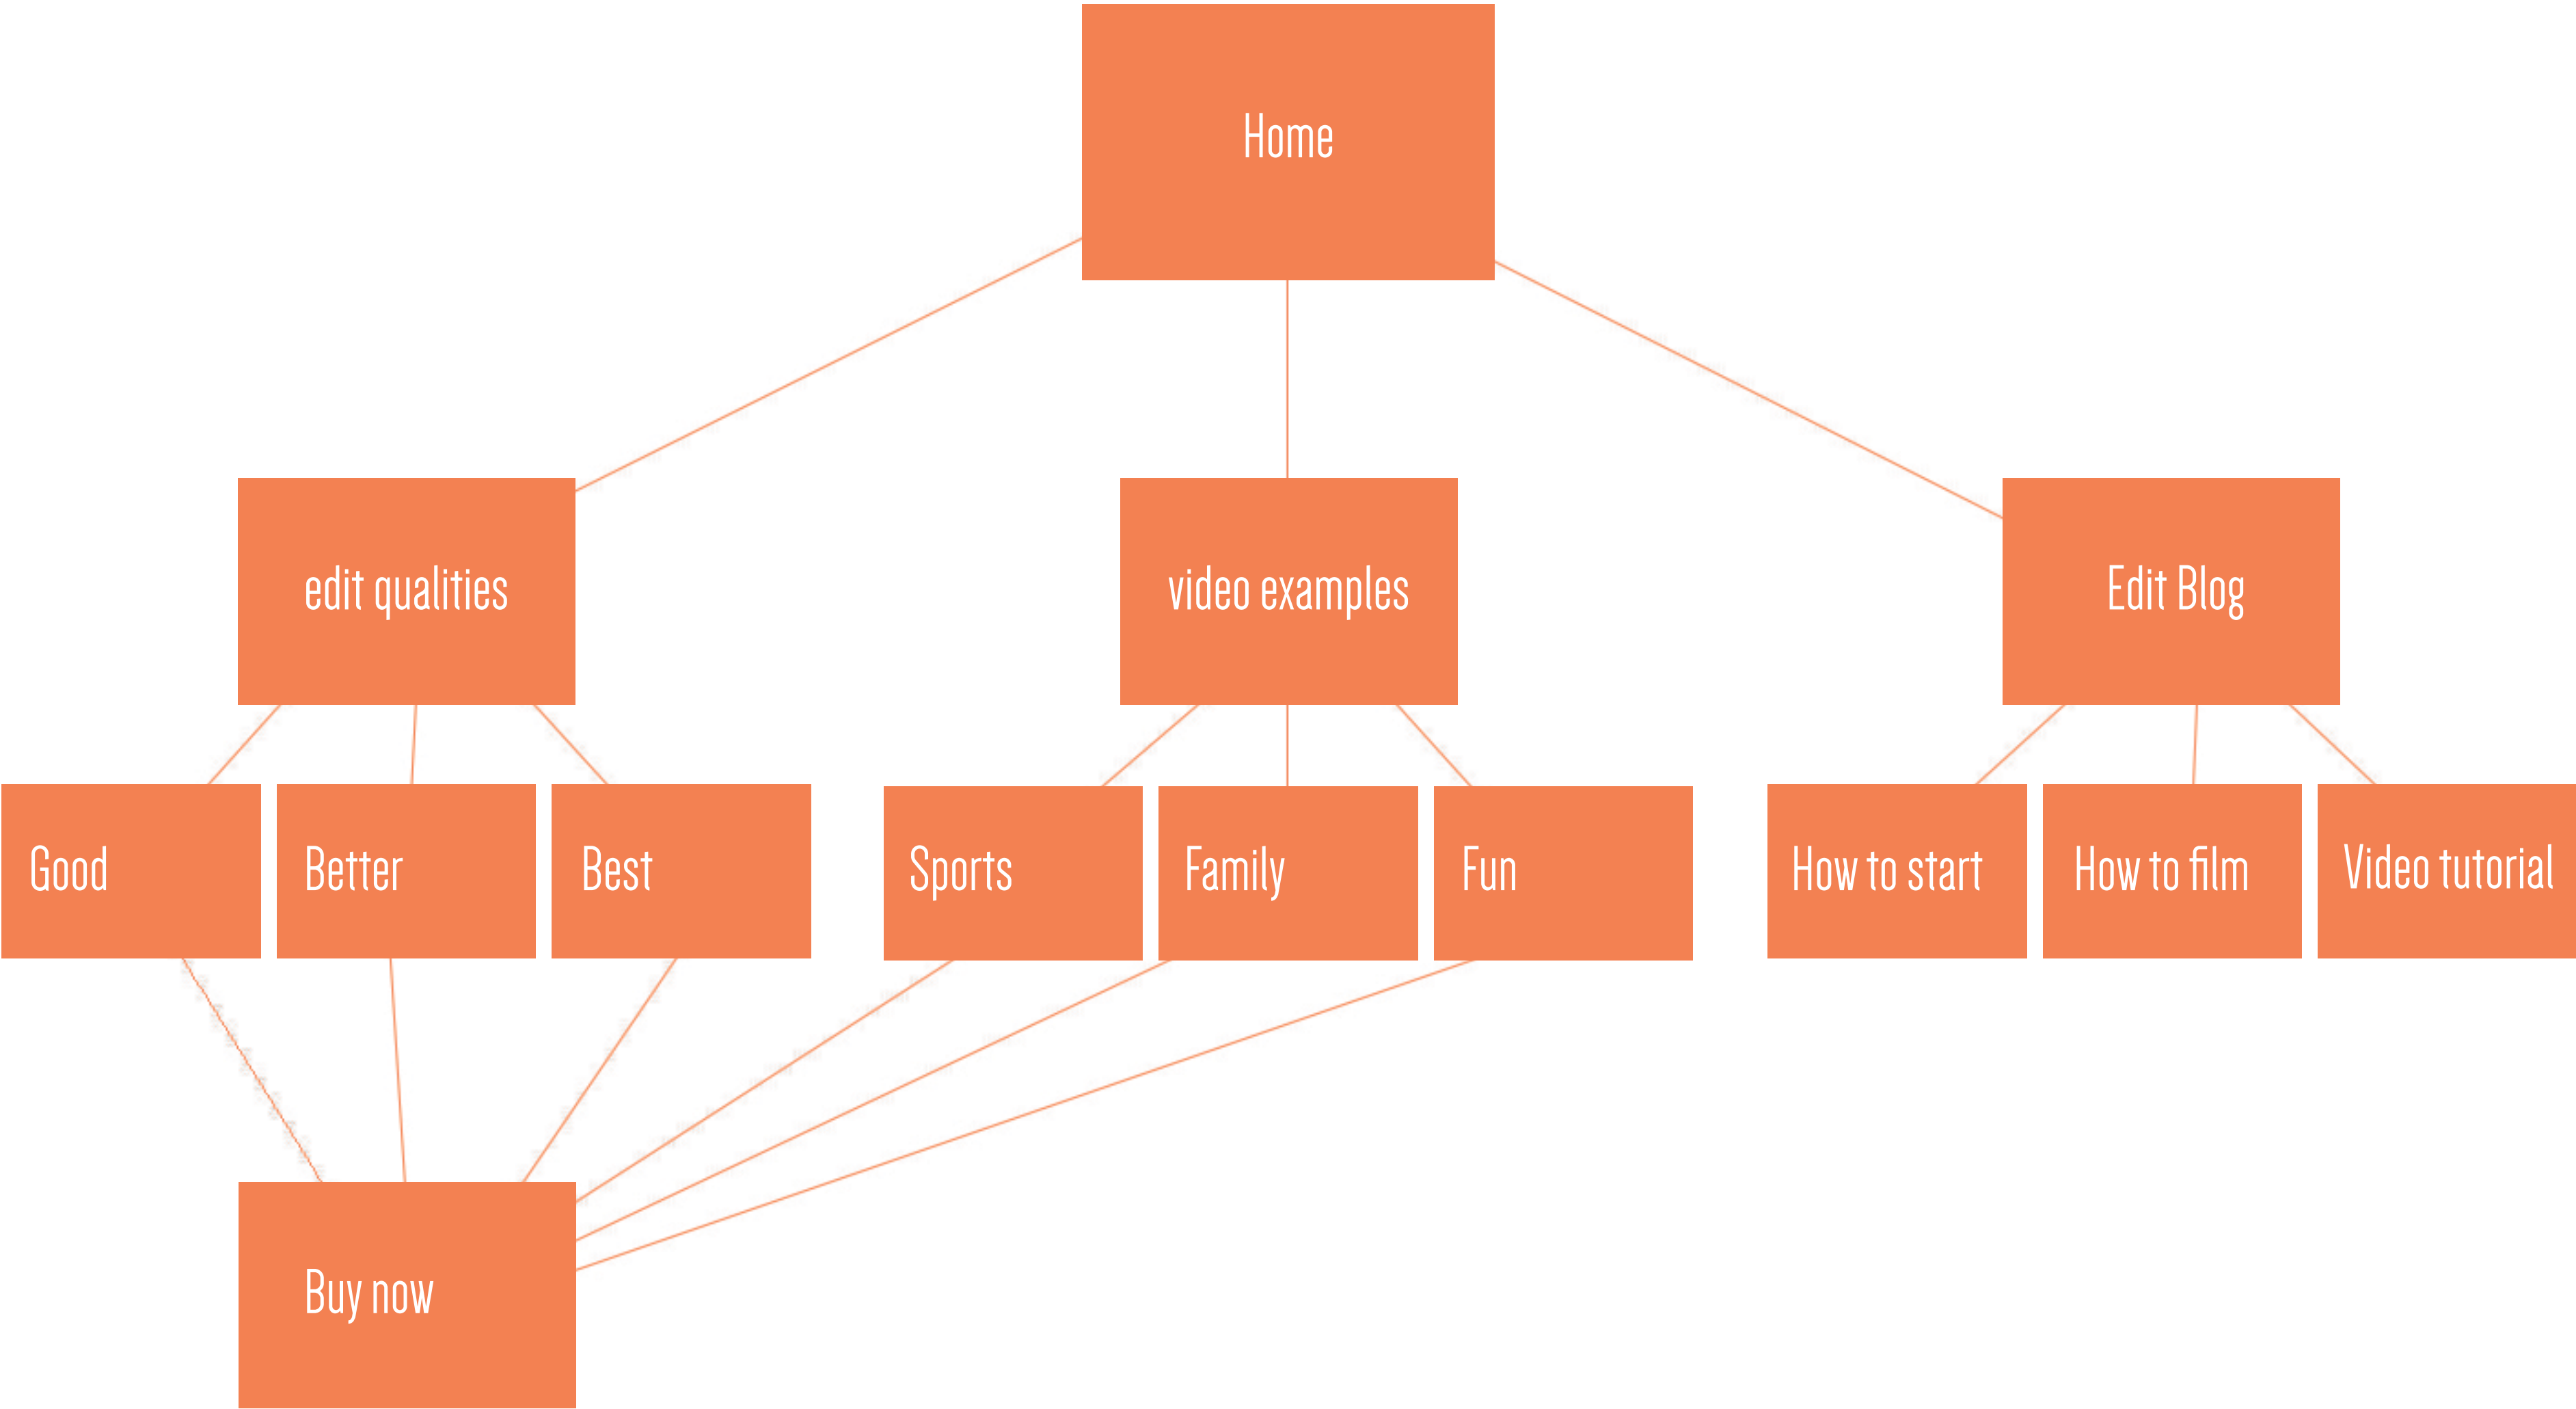 Home
edit qualities
video examples
Edit Blog
Good
Better
Best
Sports
Family
Fun
How to start
How to film
Video tutorial
Buy now